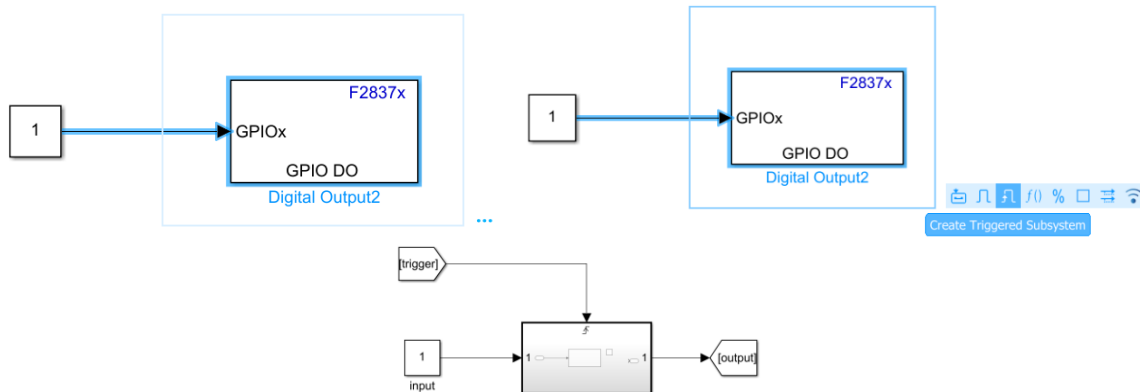 F2837x
1
GPIOx
GPIO DO
Digital Output2
...
F2837x
1
GPIOx
GPIO DO
Digital Output2
f()
%
Create Triggered Subsystem
[trigger]
1
input
1
1
[output]